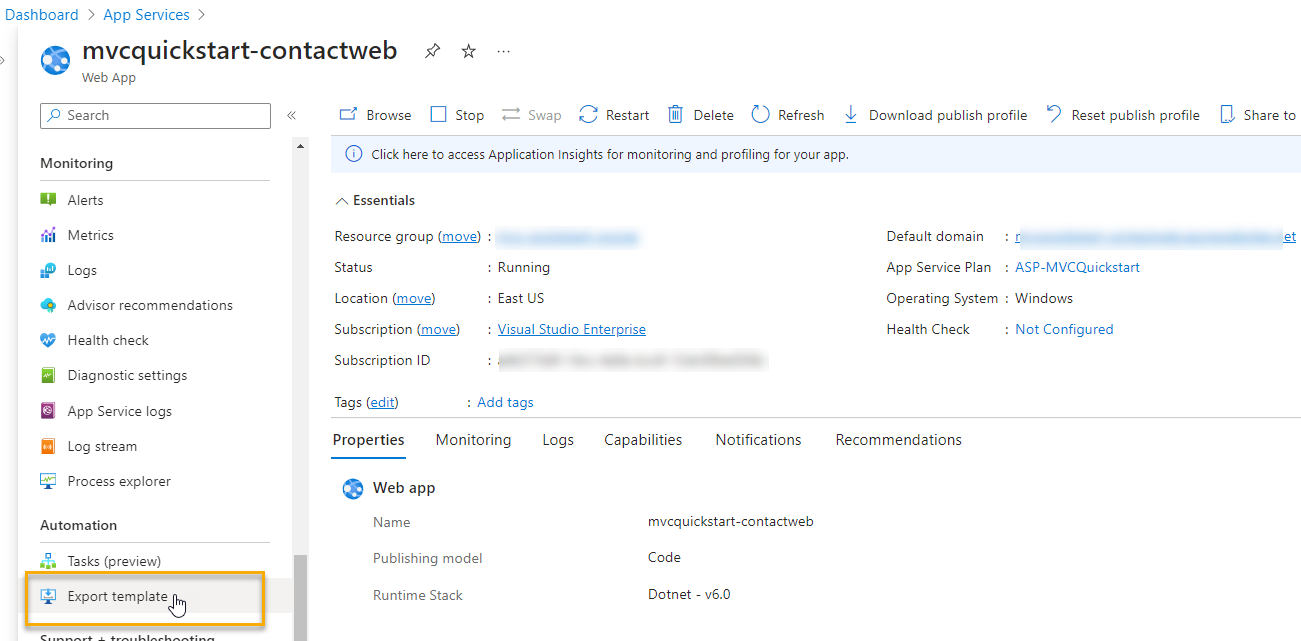 Dashboard > App Services >
mvcquickstart-contactweb
Web App
Search
Monitoring
Alerts
Metrics
Logs
Advisor recommendations
Health check
Diagnostic settings
App Service logs
Log stream
Process explorer
Automation
Tasks (preview)
Export template
Support + troubleshooting
Browse Stop Swap Restart Delete Refresh Download publish profile Reset publish profile Share to
Click here to access Application Insights for monitoring and profiling for your app.
Essentials
Resource group (move) :
Status : Running
Location (move) : East US
Subscription (move) : Visual Studio Enterprise
Subscription ID :
Default domain :
App Service Plan : ASP-MVCQuickstart
Operating System : Windows
Health Check : Not Configured
Tags (edit) : Add tags
Properties Monitoring Logs Capabilities Notifications Recommendations
Web app
Name mvcquickstart-contactweb
Publishing model Code
Runtime Stack Dotnet - v6.0